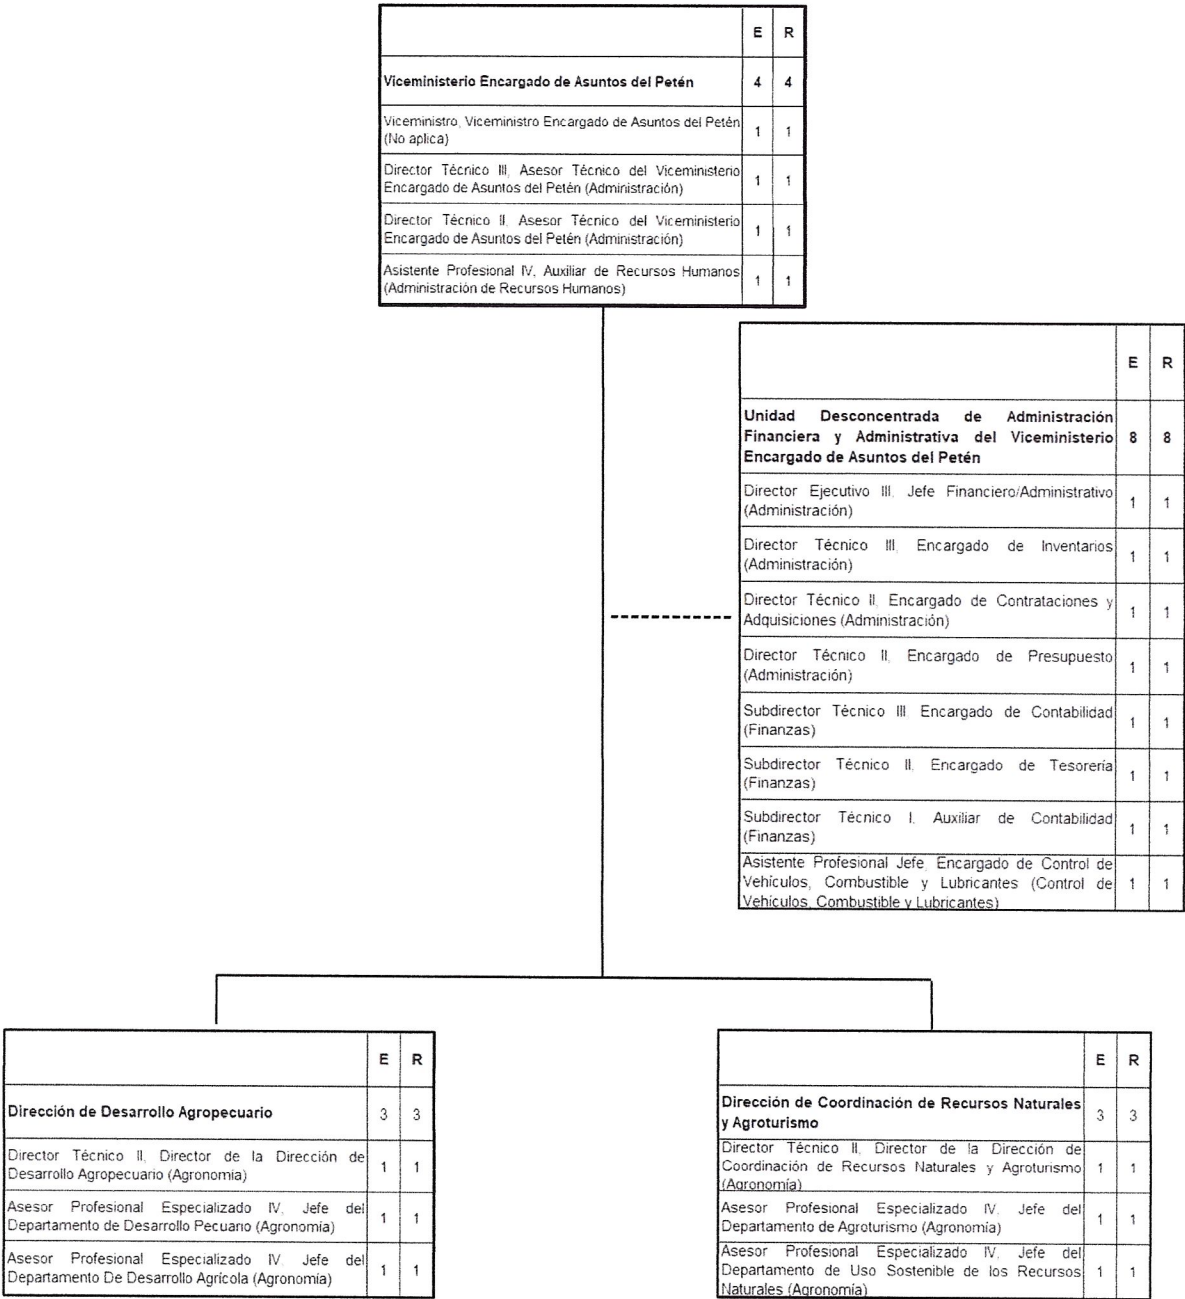 E R
Viceministerio Encargado de Asuntos del Petén 4 4
Viceministro, Viceministro Encargado de Asuntos del Petén
(No aplica) 1 1
Director Técnico III, Asesor Técnico del Viceministerio
Encargado de Asuntos del Petén (Administración) 1 1
Director Técnico II, Asesor Técnico del Viceministerio
Encargado de Asuntos del Petén (Administración) 1 1
Asistente Profesional IV, Auxiliar de Recursos Humanos
(Administración de Recursos Humanos) 1 1
E R
Unidad Desconcentrada de Administración
Financiera y Administrativa del Viceministerio 8 8
Encargado de Asuntos del Petén
Director Ejecutivo III, Jefe Financiero/Administrativo
(Administración) 1 1
Director Técnico III, Encargado de Inventarios
(Administración) 1 1
Director Técnico II, Encargado de Contrataciones y
Adquisiciones (Administración) 1 1
Director Técnico II, Encargado de Presupuesto
(Administración) 1 1
Subdirector Técnico III Encargado de Contabilidad
(Finanzas) 1 1
Subdirector Técnico II, Encargado de Tesorería
(Finanzas) 1 1
Subdirector Técnico I, Auxiliar de Contabilidad
(Finanzas) 1 1
Asistente Profesional Jefe, Encargado de Control de
Vehículos, Combustible y Lubricantes (Control de 1 1
Vehículos, Combustible y Lubricantes)
E R
Dirección de Desarrollo Agropecuario 3 3
Director Técnico II, Director de la Dirección de
Desarrollo Agropecuario (Agronomía) 1 1
Asesor Profesional Especializado IV, Jefe del
Departamento de Desarrollo Pecuario (Agronomía) 1 1
Asesor Profesional Especializado IV, Jefe del
Departamento De Desarrollo Agrícola (Agronomía) 1 1
E R
Dirección de Coordinación de Recursos Naturales
y Agroturismo 3 3
Director Técnico II, Director de la Dirección de
Coordinación de Recursos Naturales y Agroturismo 1 1
(Agronomía)
Asesor Profesional Especializado IV, Jefe del
Departamento de Agroturismo (Agronomía) 1 1
Asesor Profesional Especializado IV, Jefe del
Departamento de Uso Sostenible de los Recursos 1 1
Naturales (Agronomía)